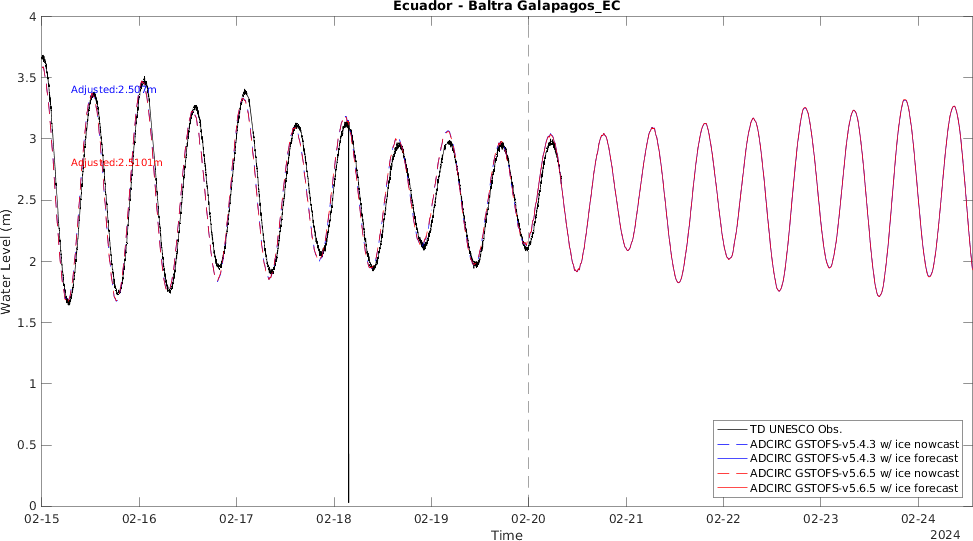 Ecuador - Baltra Galapagos_EC
4
3.5
3
2.5
2
1.5
1
0.5
0
Water Level (m)
Adjusted:2.507m
Adjusted:2.5101m
TD UNESCO Obs.
ADCIRC GSTOFS-v5.4.3 w/ ice nowcast
ADCIRC GSTOFS-v5.4.3 w/ ice forecast
ADCIRC GSTOFS-v5.6.5 w/ ice nowcast
ADCIRC GSTOFS-v5.6.5 w/ ice forecast
02-15 02-16 02-17 02-18 02-19 02-20 02-21 02-22 02-23 02-24
Time
2024